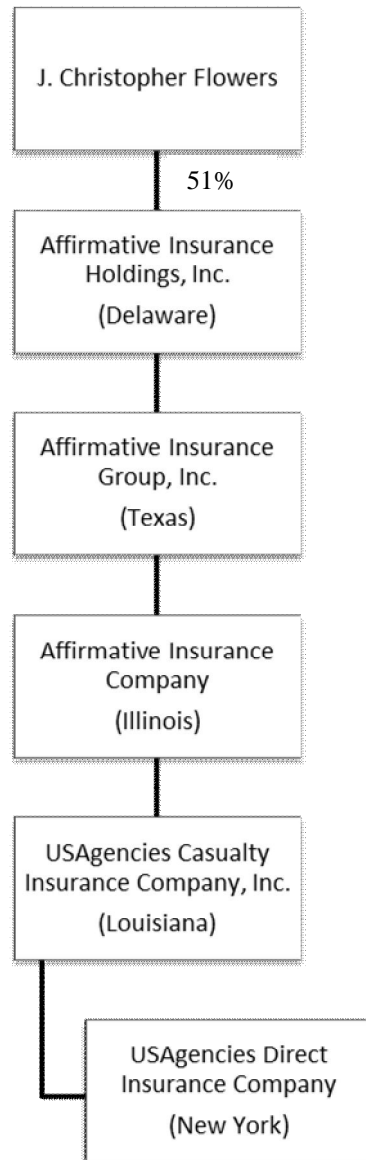 J. Christopher Flowers
51%
Affirmative Insurance
Holdings, Inc.
(Delaware)
Affirmative Insurance
Group, Inc.
(Texas)
Affirmative Insurance
Company
(Illinois)
USAgencies Casualty
Insurance Company, Inc.
(Louisiana)
USAgencies Direct
Insurance Company
(New York)